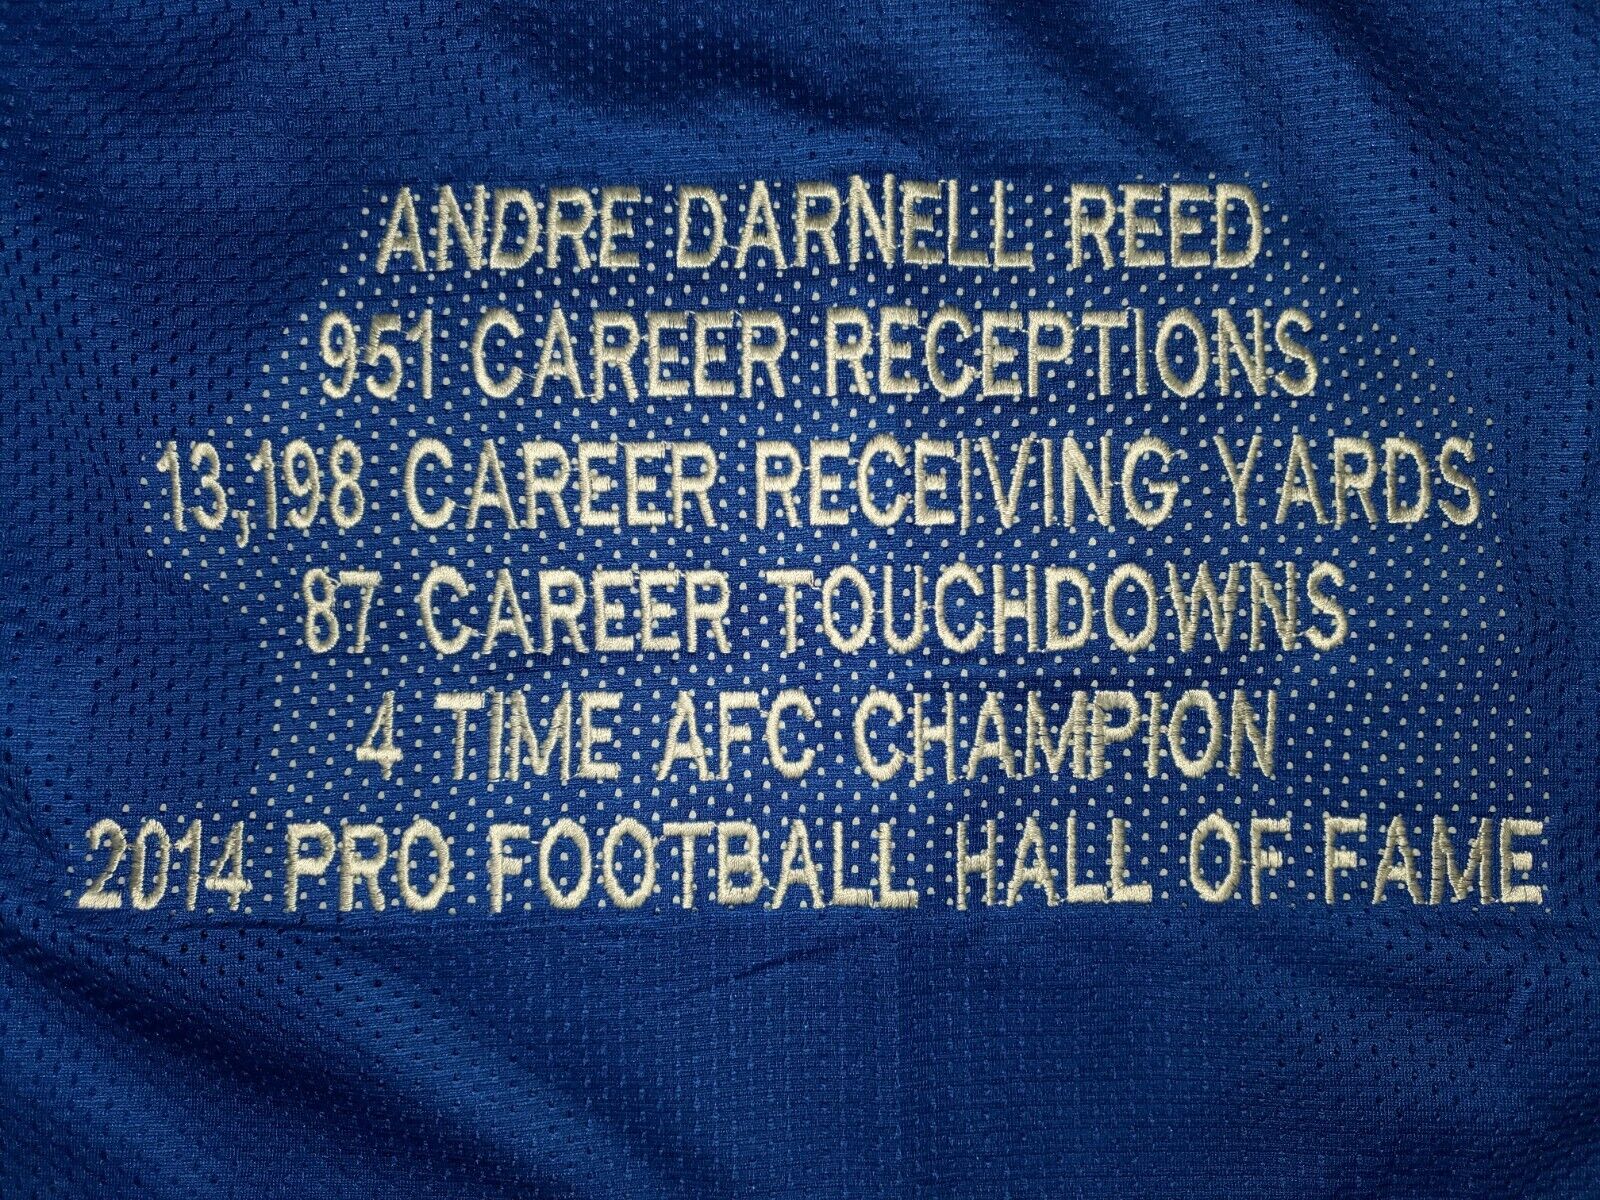 ANDRE DARNELL REED
951 CAREER RECEPTIONS
13,198 CAREER RECEIVING YARDS
87 CAREER TOUCHDOWNS
4 TIME AFC CHAMPION
2014 PRO FOOTBALL HALL OF FAME